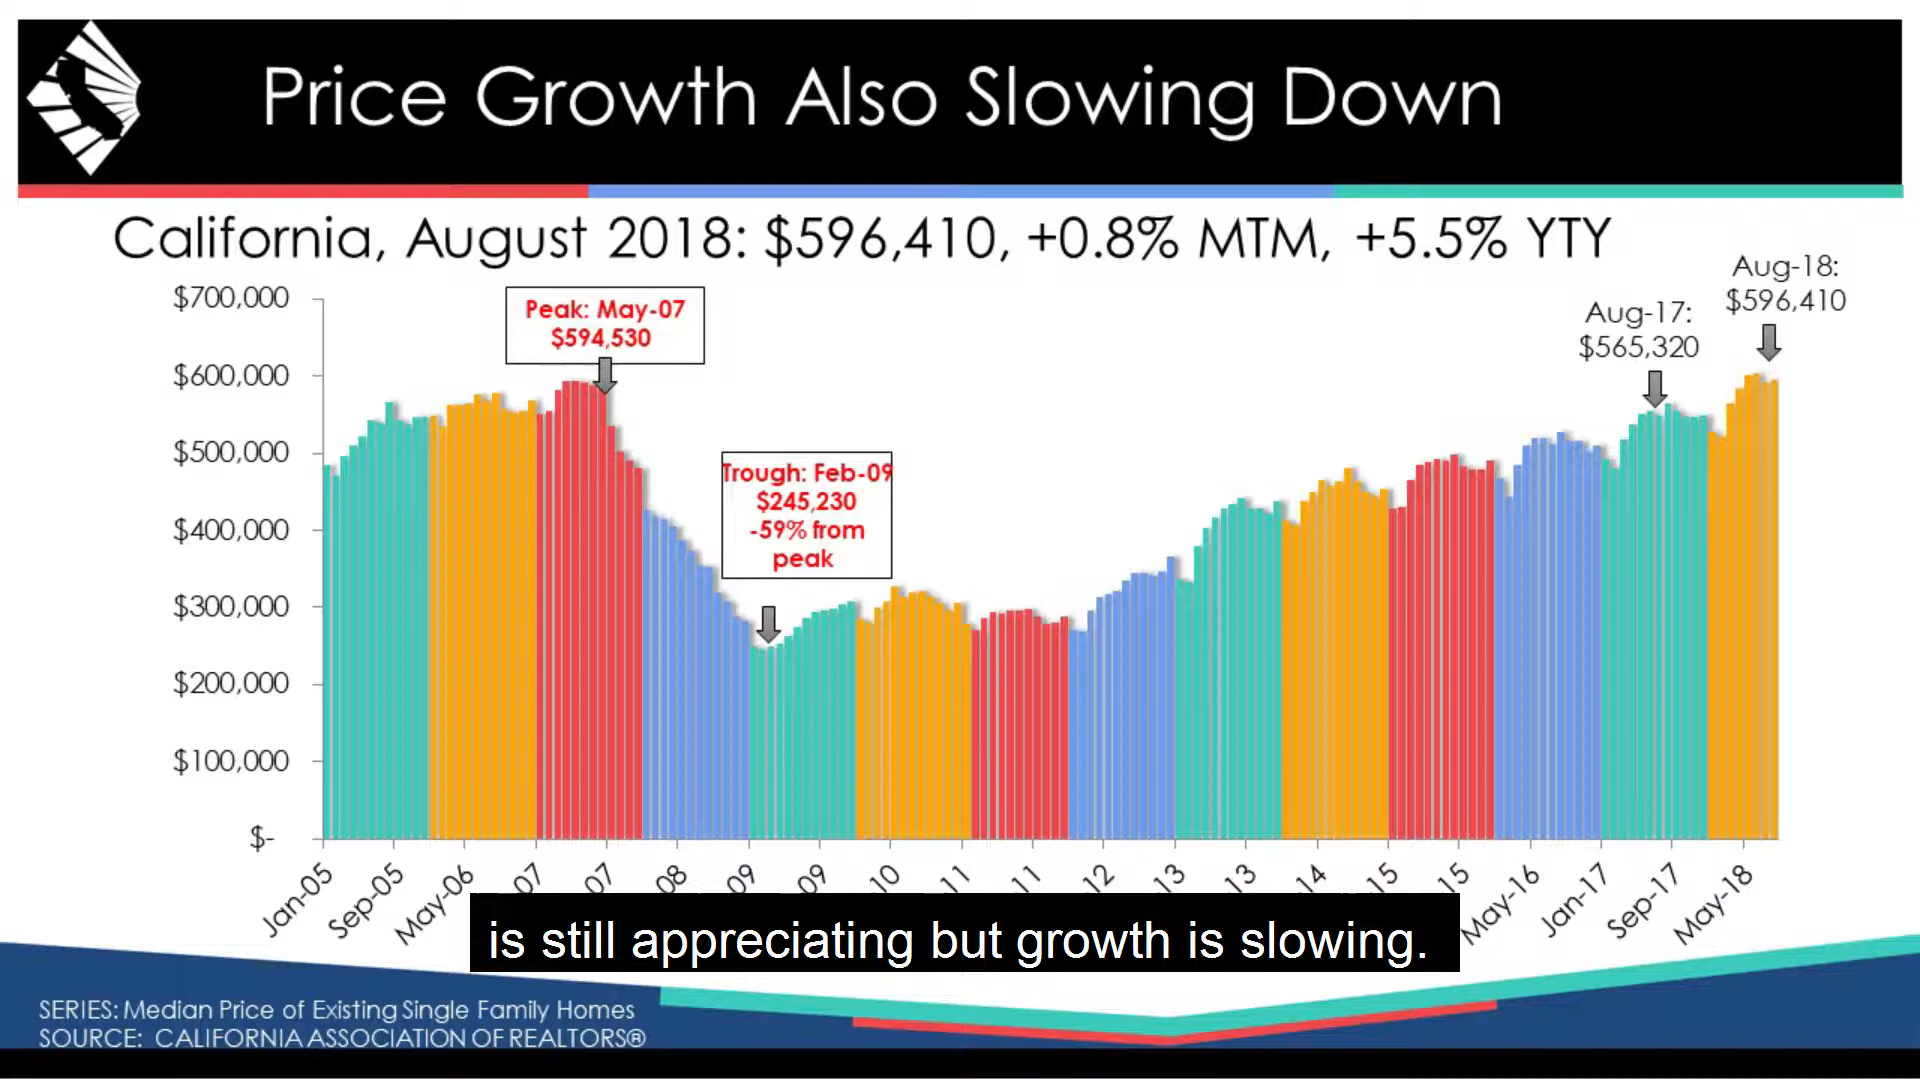 Price Growth Also Slowing Down
California, August 2018: $596,410, +0.8% MTM, +5.5% YTY
Aug-18:
$596,410
Aug-17:
$565,320
Peak: May-07
$594,530
Trough: Feb-09
$245,230
-59% from
peak
$700,000
$600,000
$500,000
$400,000
$300,000
$200,000
$100,000
$-
Jan-05
Sep-05
May-06
07
07
08
09
09
10
11
11
12
13
13
14
15
15
May-16
Jan-17
Sep-17
May-18
is still appreciating but growth is slowing.
SERIES: Median Price of Existing Single Family Homes
SOURCE: CALIFORNIA ASSOCIATION OF REALTORS®